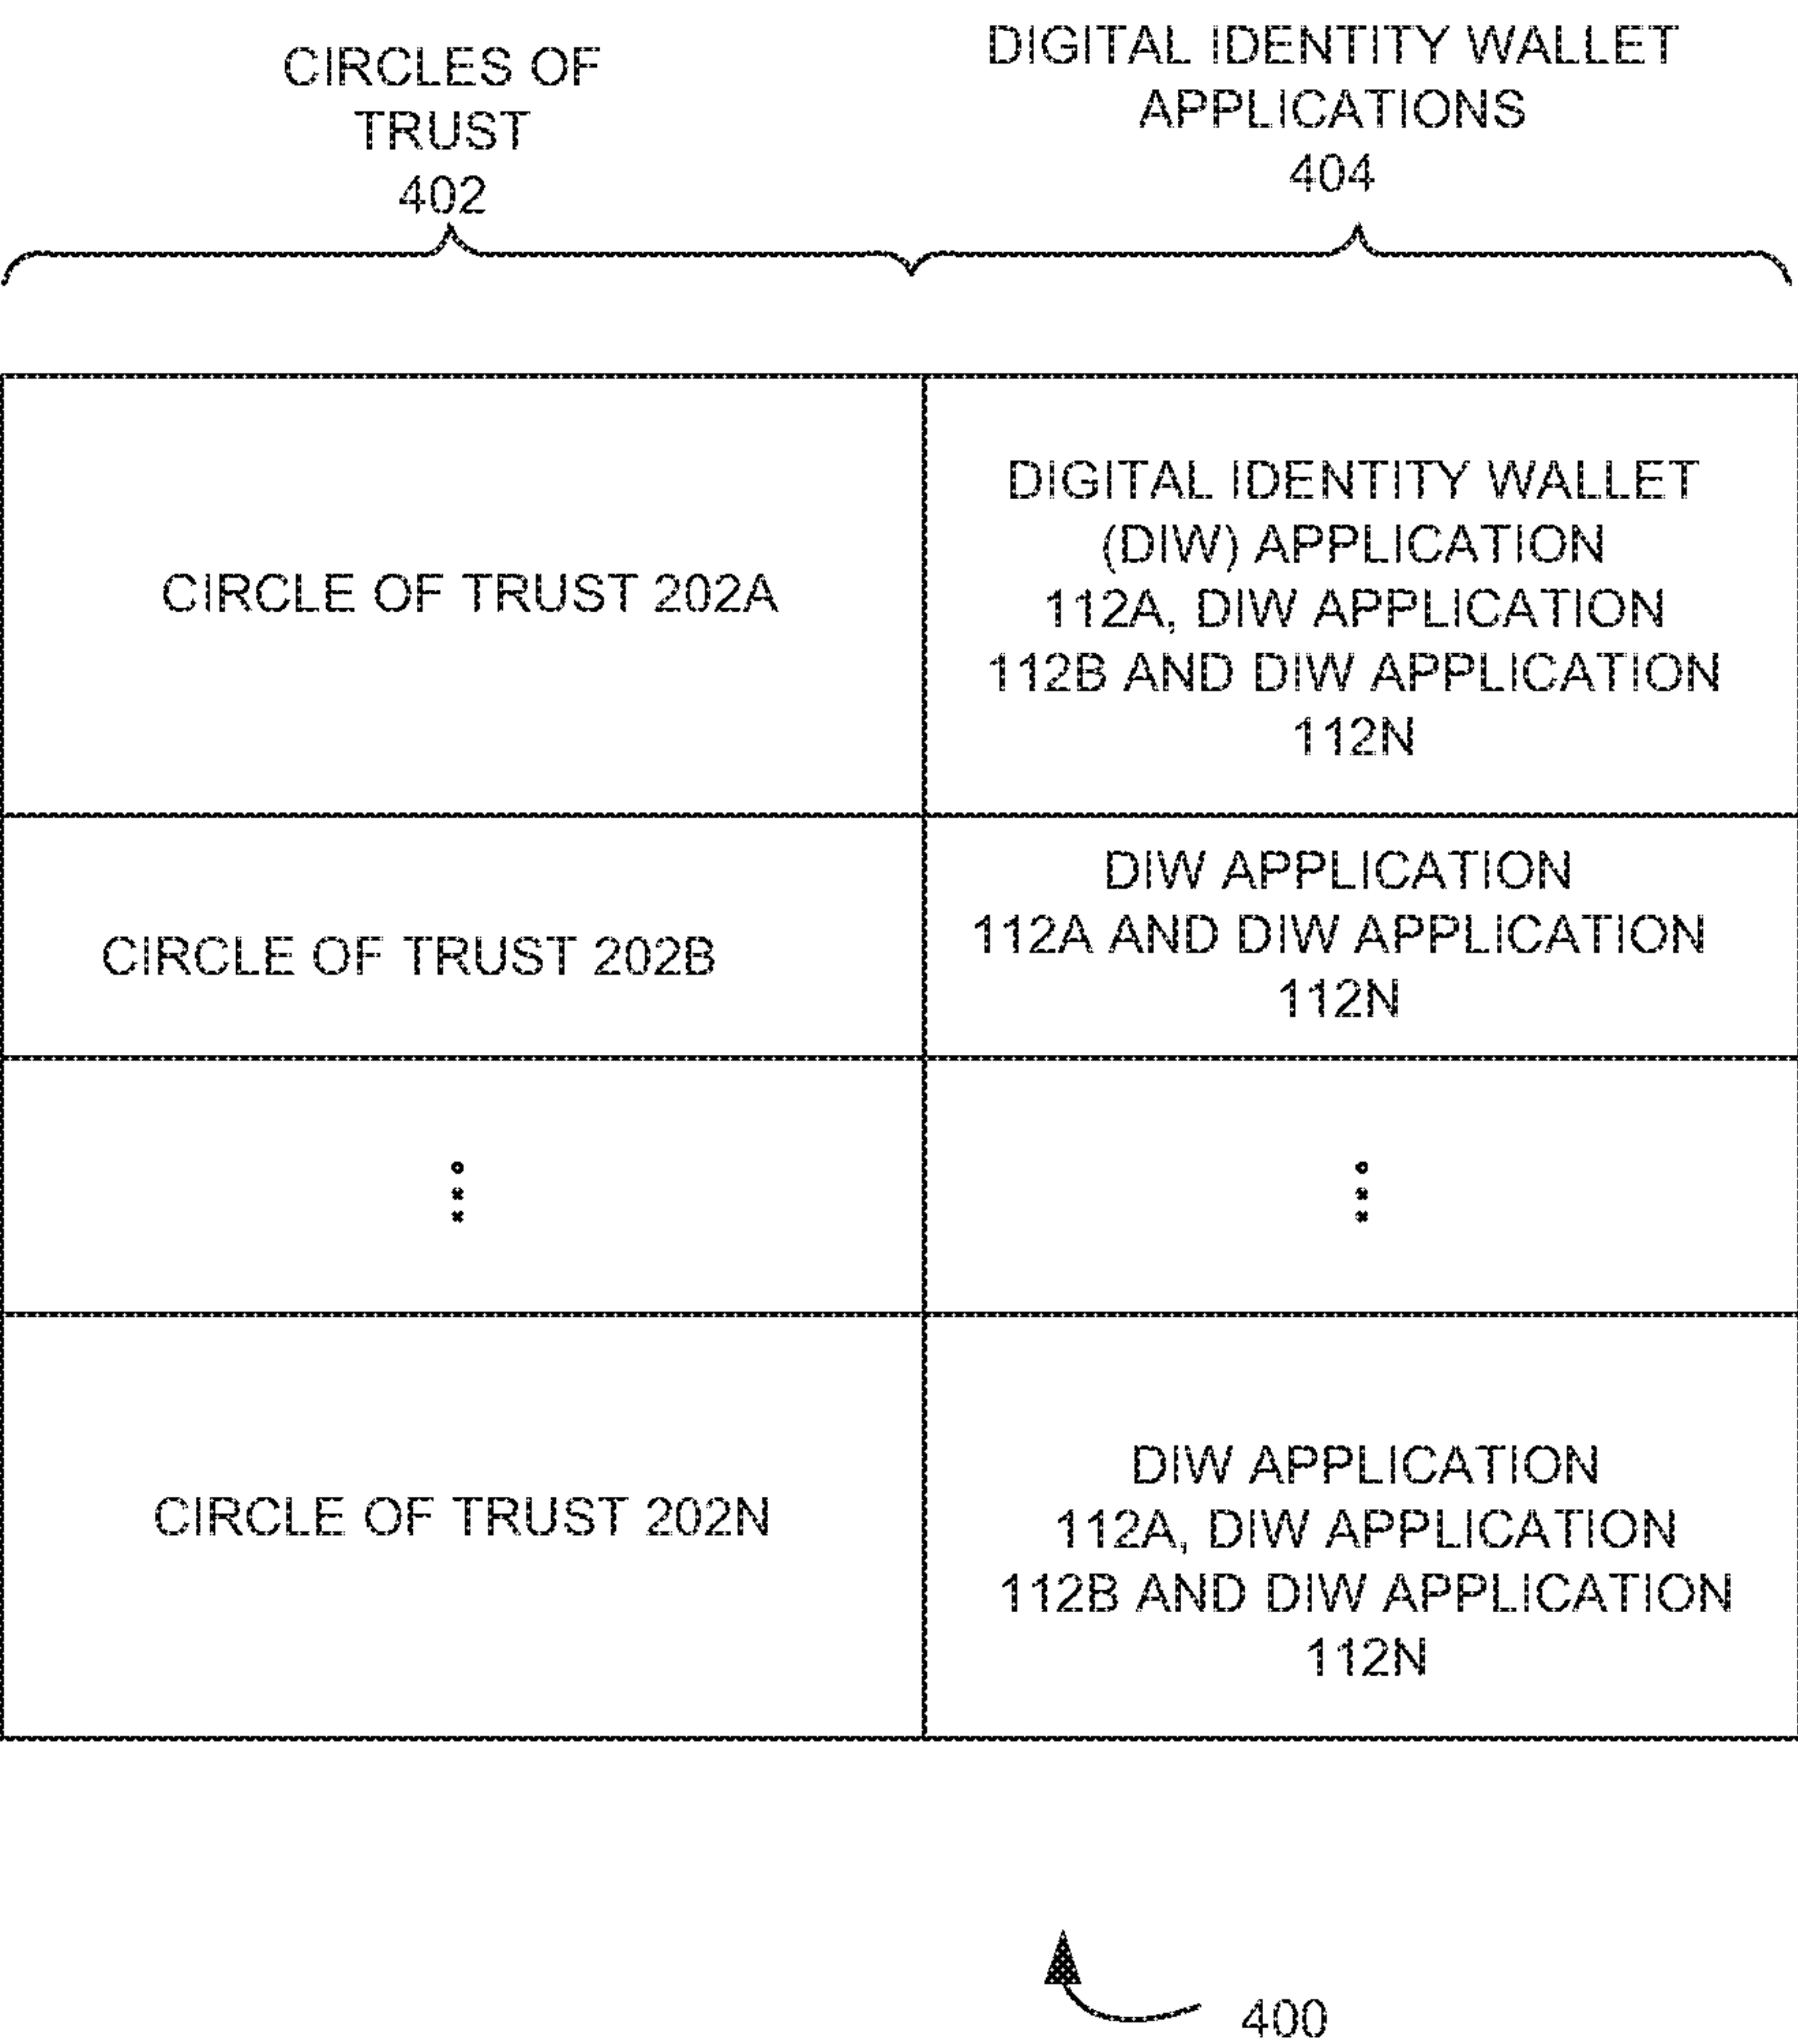 CIRCLES OF
TRUST
402
DIGITAL IDENTITY WALLET
APPLICATIONS
404
CIRCLE OF TRUST 202A
DIGITAL IDENTITY WALLET
(DIW) APPLICATION
112A, DIW APPLICATION
112B AND DIW APPLICATION
112N
CIRCLE OF TRUST 202B
DIW APPLICATION
112A AND DIW APPLICATION
112N
CIRCLE OF TRUST 202N
DIW APPLICATION
112A, DIW APPLICATION
112B AND DIW APPLICATION
112N
400